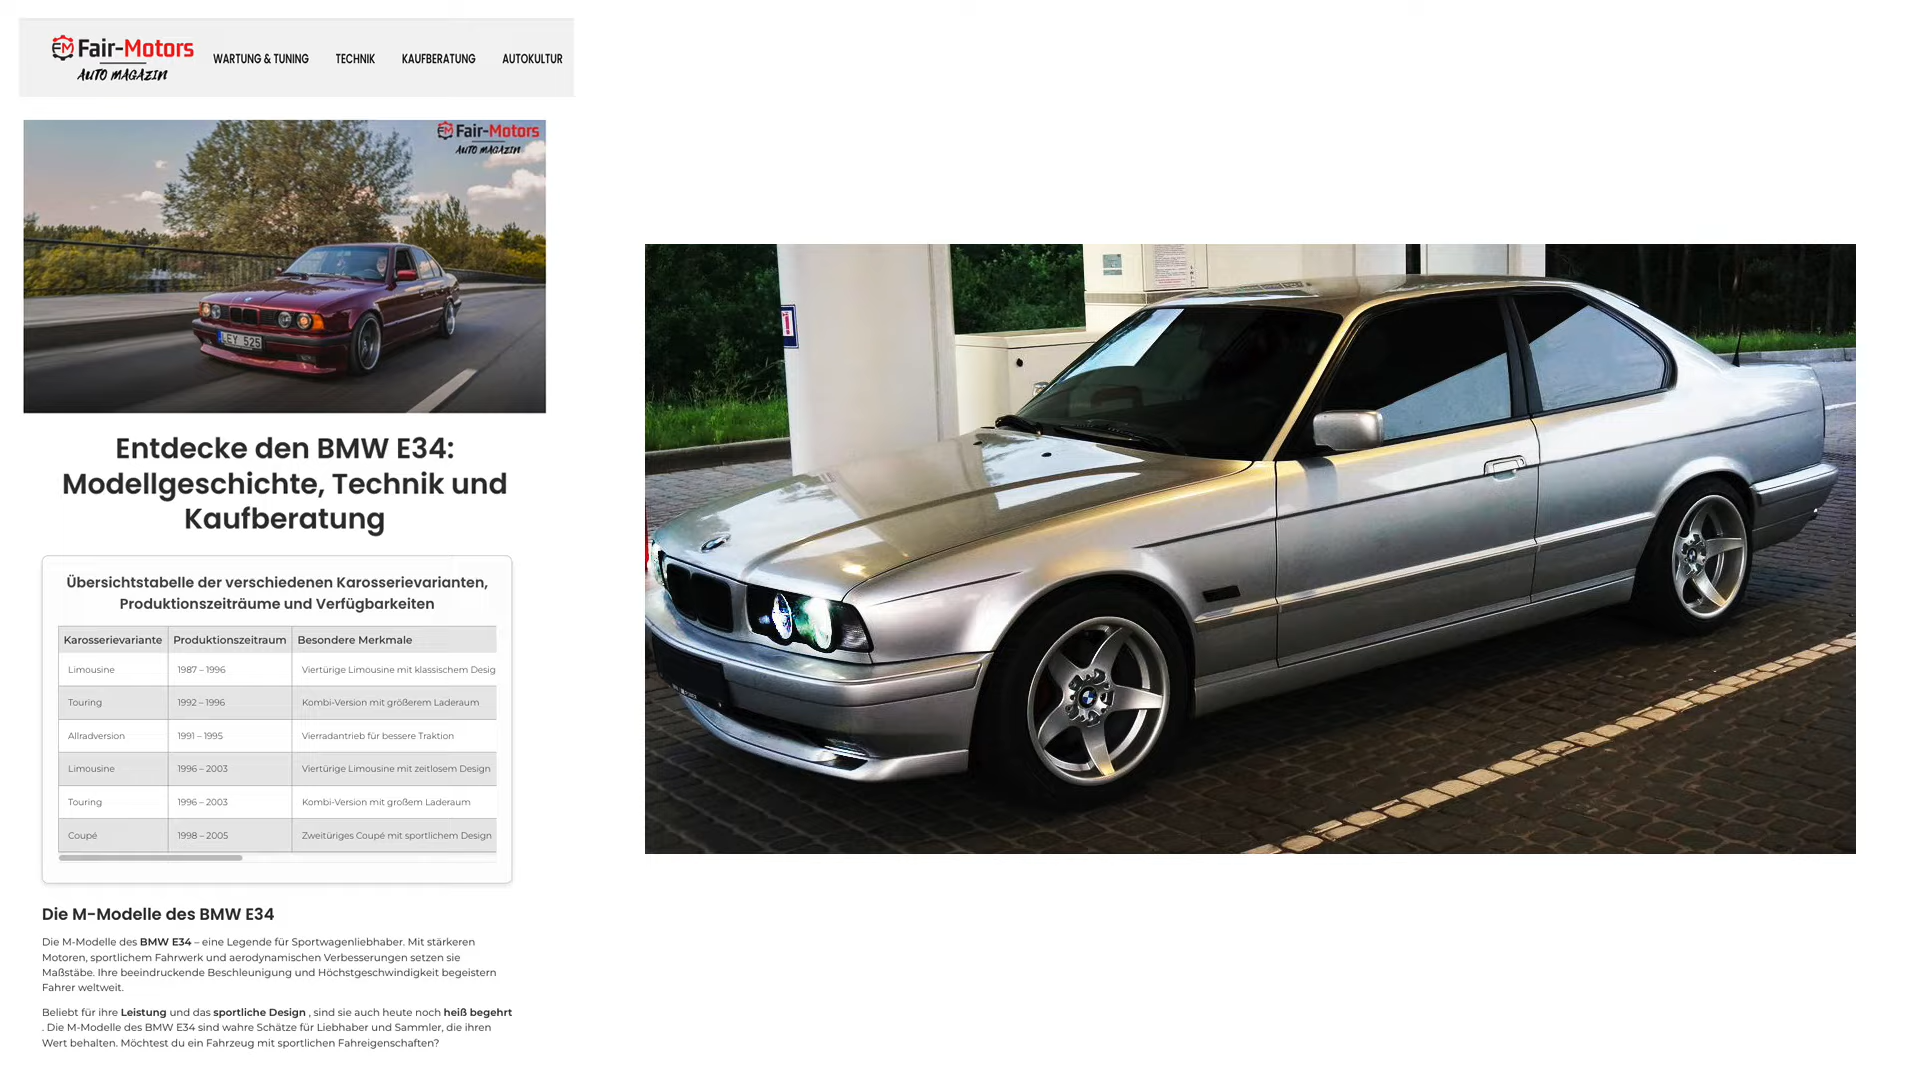 Fair-Motors
AUTO MAGAZIN
WARTUNG & TUNING
TECHNIK
KAUFBERATUNG
AUTOKULTUR
Fair-Motors
AUTO MAGAZIN
LEY 525
Entdecke den BMW E34:
Modellgeschichte, Technik und
Kaufberatung
Übersichtstabelle der verschiedenen Karosserievarianten,
Produktionszeiträume und Verfügbarkeiten
Karosserievariante Produktionszeitraum Besondere Merkmale
Limousine 1987 – 1996 Viertürige Limousine mit klassischem Desig
Touring 1992 – 1996 Kombi-Version mit größerem Laderaum
Allradversion 1991 – 1995 Vierradantrieb für bessere Traktion
Limousine 1996 – 2003 Viertürige Limousine mit zeitlosem Design
Touring 1996 – 2003 Kombi-Version mit großem Laderaum
Coupé 1998 – 2005 Zweitüriges Coupé mit sportlichem Design
Die M-Modelle des BMW E34
Die M-Modelle des BMW E34 – eine Legende für Sportwagenliebhaber. Mit stärkeren
Motoren, sportlichem Fahrwerk und aerodynamischen Verbesserungen setzen sie
Maßstäbe. Ihre beeindruckende Beschleunigung und Höchstgeschwindigkeit begeistern
Fahrer weltweit.
Beliebt für ihre Leistung und das sportliche Design , sind sie auch heute noch heiß begehrt
. Die M-Modelle des BMW E34 sind wahre Schätze für Liebhaber und Sammler, die ihren
Wert behalten. Möchtest du ein Fahrzeug mit sportlichen Fahreigenschaften?